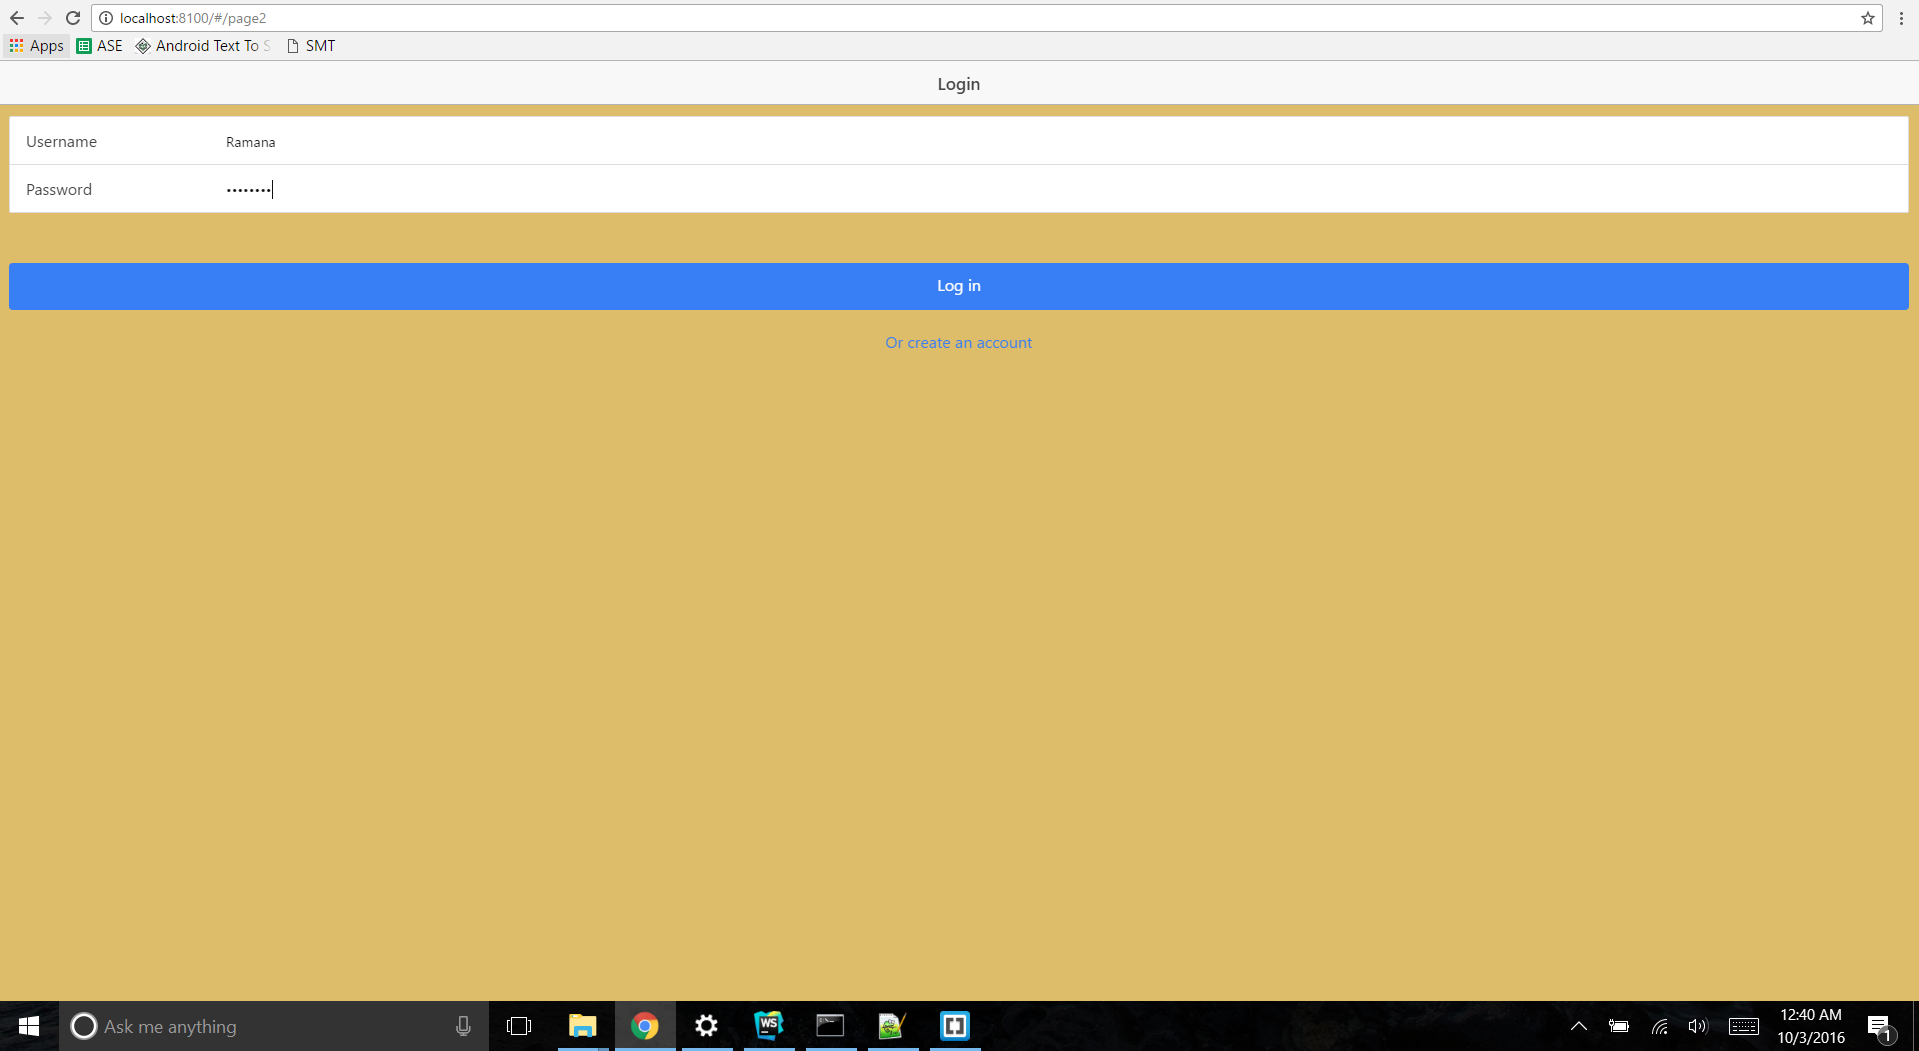 localhost:8100/#/page2
Apps ASE Android Text To S SMT
Login
Username Ramana
Password ••••••••
Log in
Or create an account
Ask me anything
WS
12:40 AM
10/3/2016
1